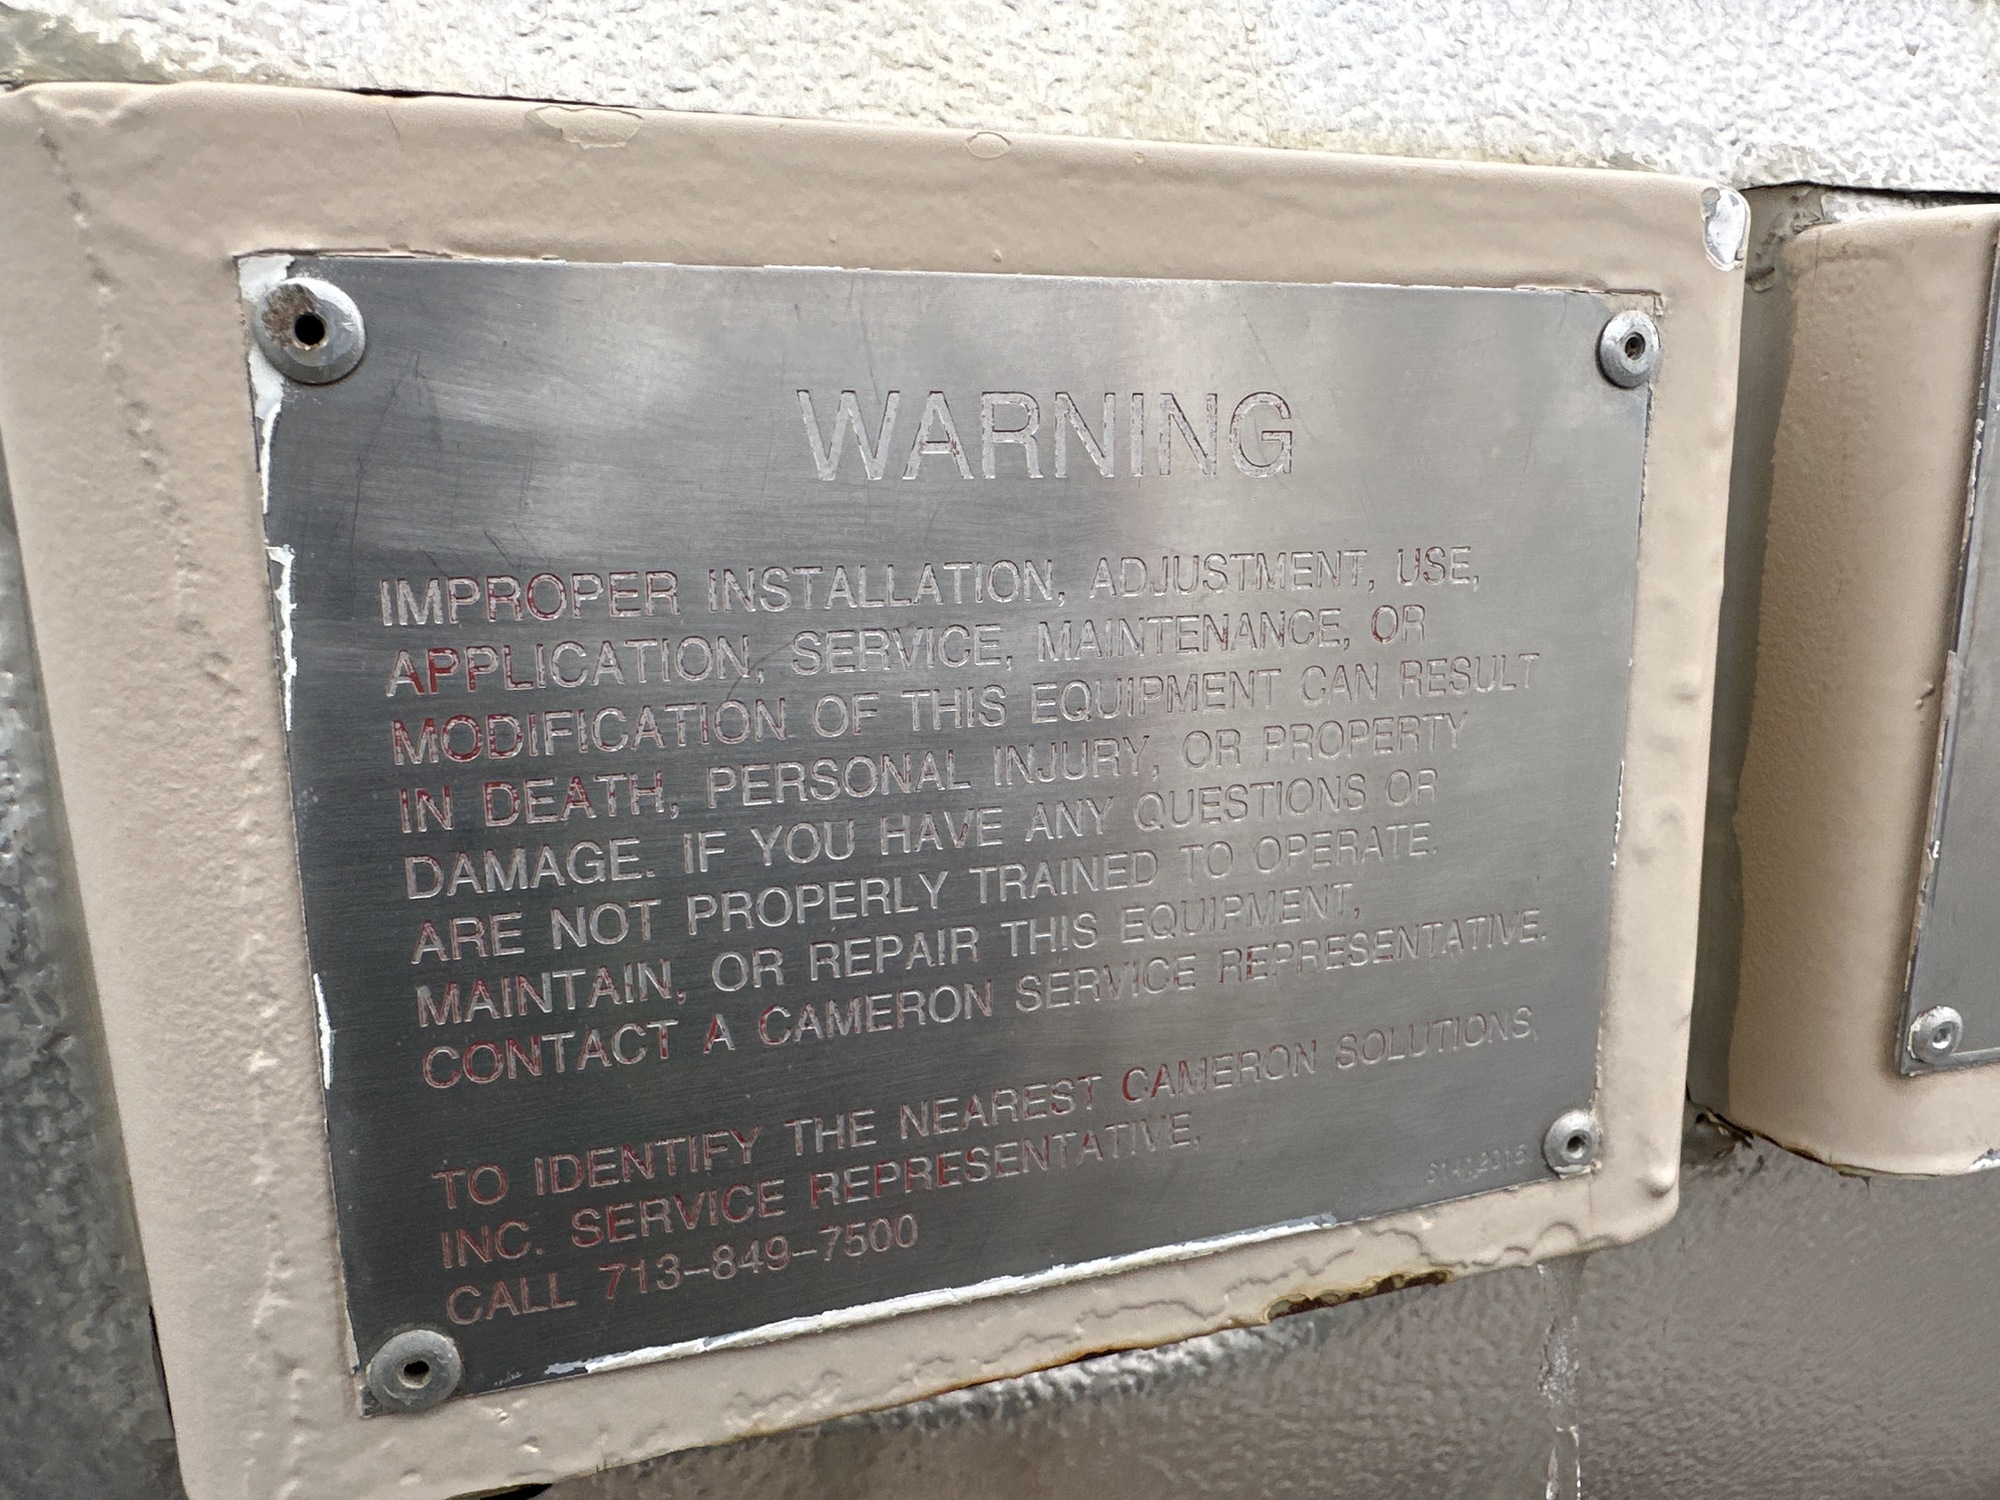 WARNING
IMPROPER INSTALLATION, ADJUSTMENT, USE,
APPLICATION, SERVICE, MAINTENANCE, OR
MODIFICATION OF THIS EQUIPMENT CAN RESULT
IN DEATH, PERSONAL INJURY, OR PROPERTY
DAMAGE. IF YOU HAVE ANY QUESTIONS OR
ARE NOT PROPERLY TRAINED TO OPERATE,
MAINTAIN, OR REPAIR THIS EQUIPMENT,
CONTACT A CAMERON SERVICE REPRESENTATIVE.
TO IDENTIFY THE NEAREST CAMERON SOLUTIONS,
INC. SERVICE REPRESENTATIVE,
CALL 713-849-7500